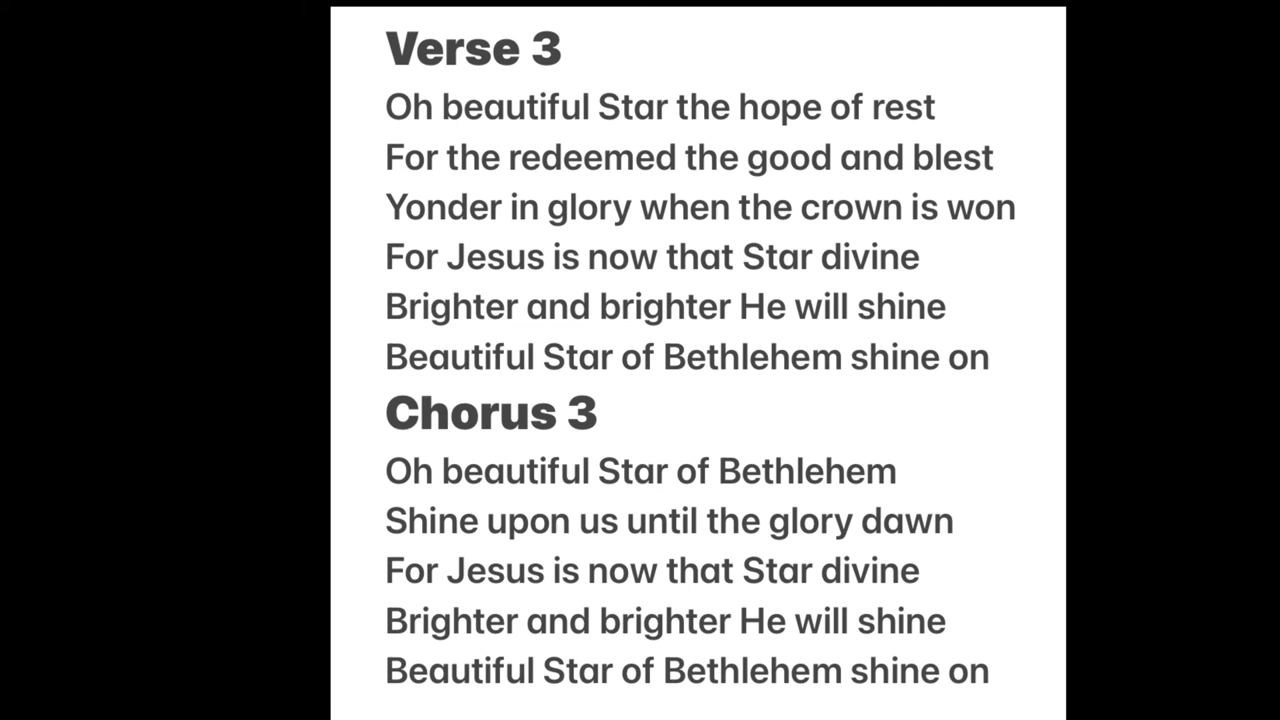 Verse 3
Oh beautiful Star the hope of rest
For the redeemed the good and blest
Yonder in glory when the crown is won
For Jesus is now that Star divine
Brighter and brighter He will shine
Beautiful Star of Bethlehem shine on
Chorus 3
Oh beautiful Star of Bethlehem
Shine upon us until the glory dawn
For Jesus is now that Star divine
Brighter and brighter He will shine
Beautiful Star of Bethlehem shine on